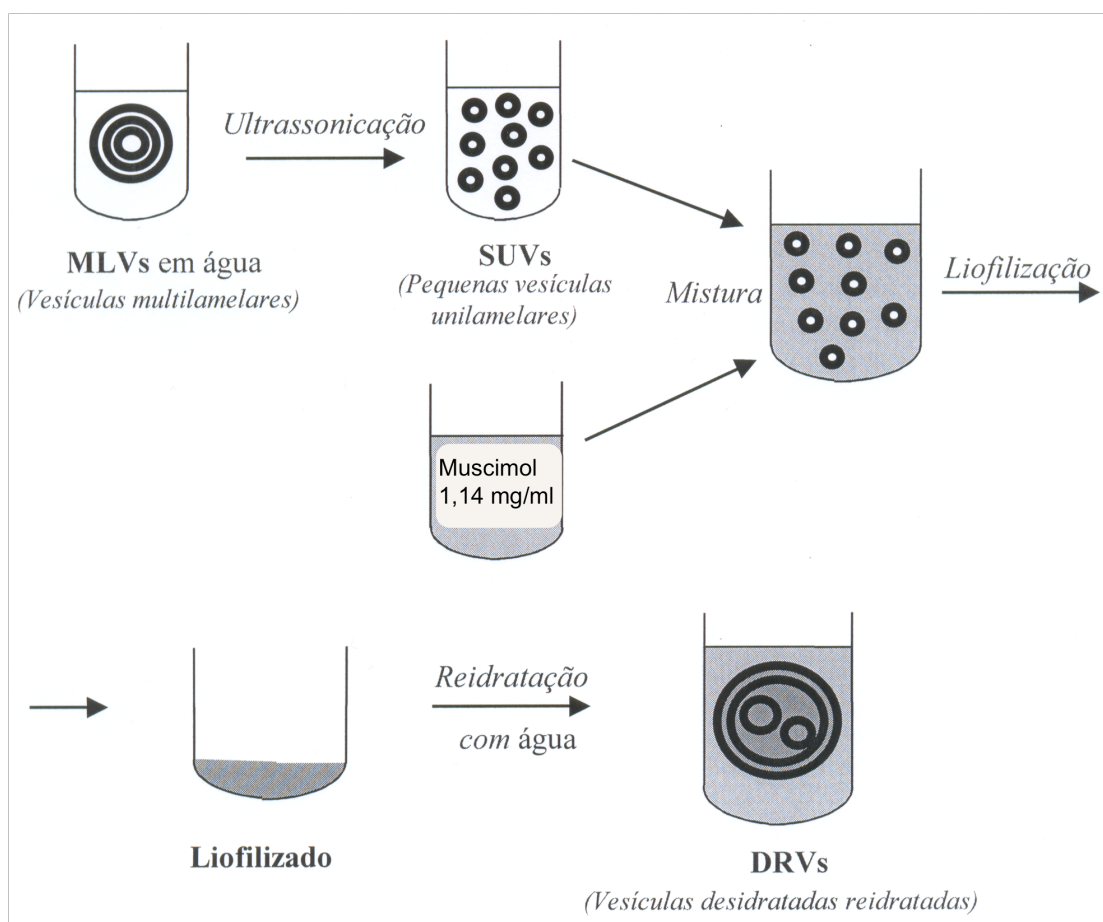 Ultrassonicação
MLVs em água
(Vesículas multilamelares)
SUVs
(Pequenas vesículas
unilamelares)
Mistura
Liofilização
Muscimol
1,14 mg/ml
Liofilizado
Reidratação
com água
DRVs
(Vesículas desidratadas reidratadas)